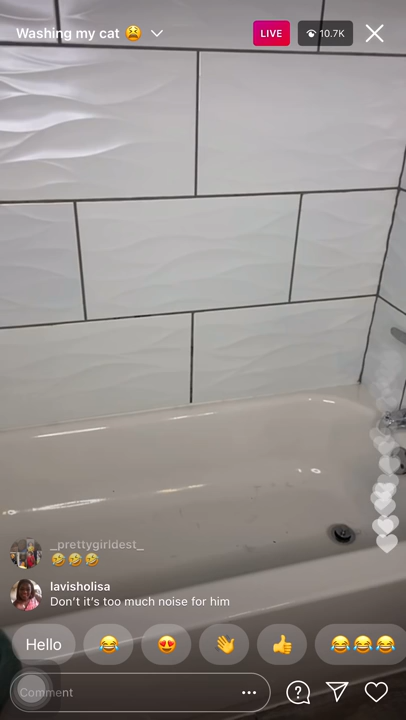 Washing my cat 😫
LIVE
10.7K
_prettygirldest_
🤣🤣🤣
lavisholisa
Don't it's too much noise for him
Hello 😂 😍 👋 👍 😂😂😂
Comment